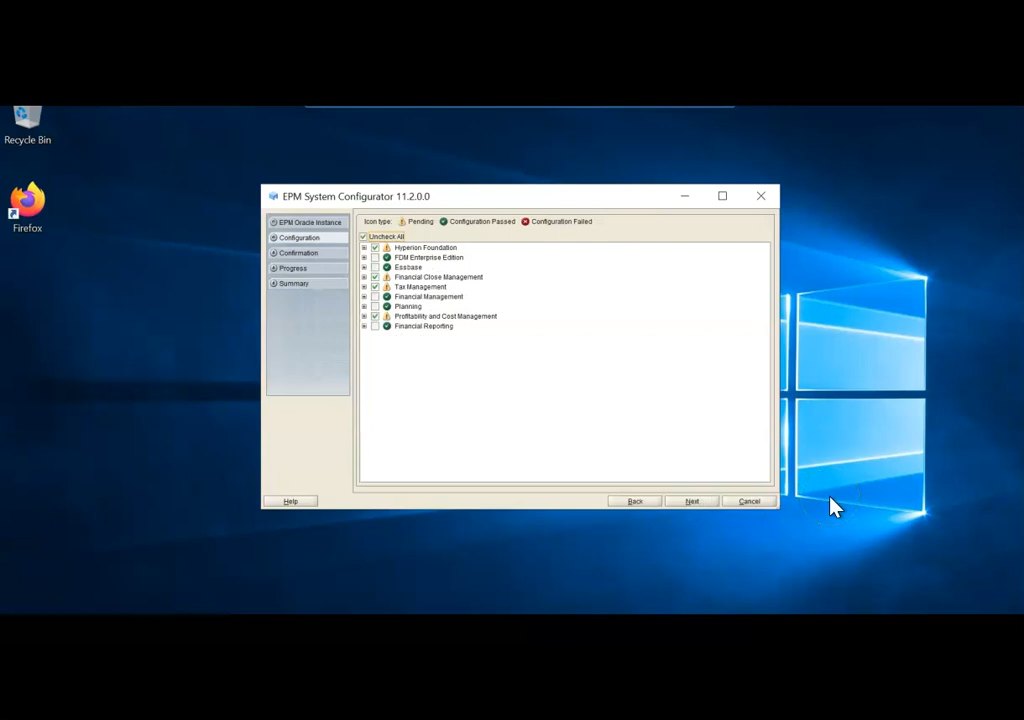 Recycle Bin
Firefox
EPM System Configurator 11.2.0.0
EPM Oracle Instance
Configuration
Confirmation
Progress
Summary
Icon type: Pending Configuration Passed Configuration Failed
Uncheck All
Hyperion Foundation
FDM Enterprise Edition
Essbase
Financial Close Management
Tax Management
Financial Management
Planning
Profitability and Cost Management
Financial Reporting
Help
Back
Next
Cancel